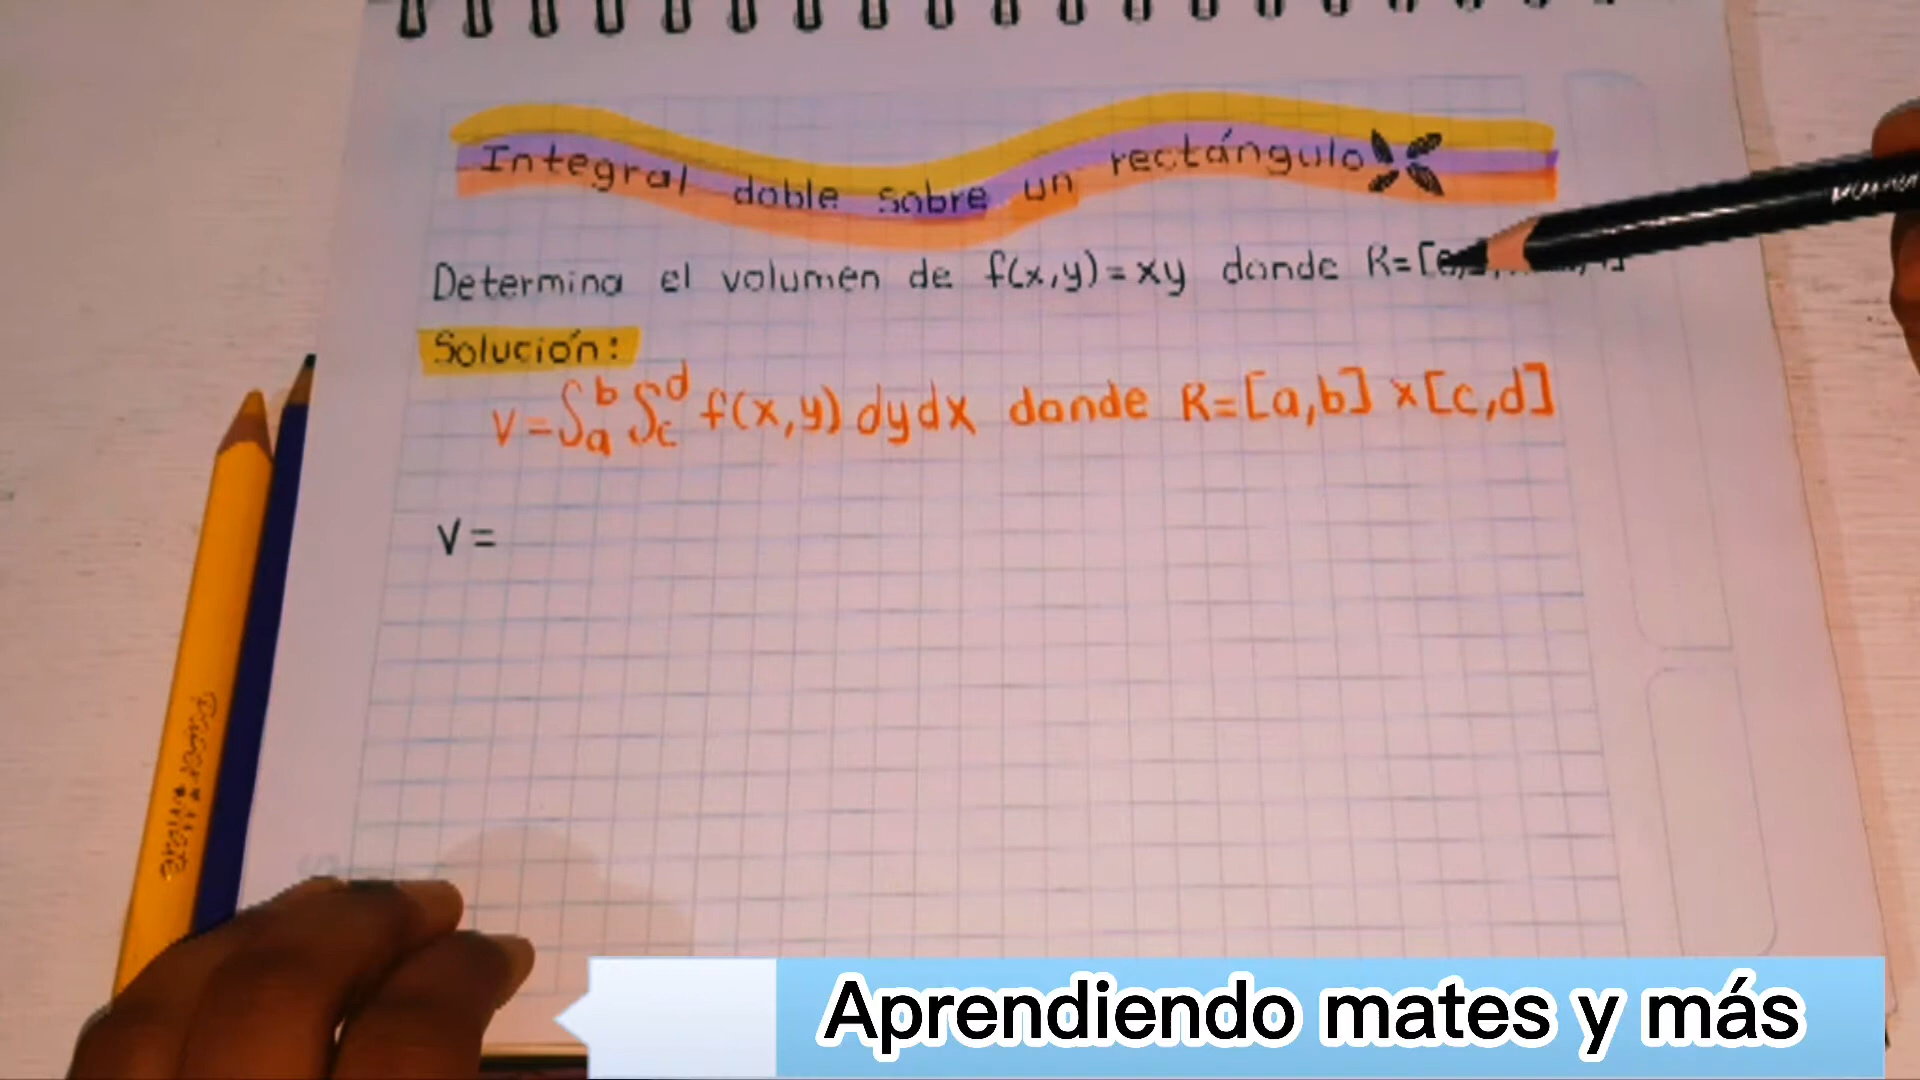 Integral doble sobre un rectángulo
Determina el volumen de f(x,y)=xy donde R=[
Solución:
V=∫ₐᵇ∫꜀ᵈ f(x,y) dydx donde R=[a,b]×[c,d]
V=
Aprendiendo mates y más